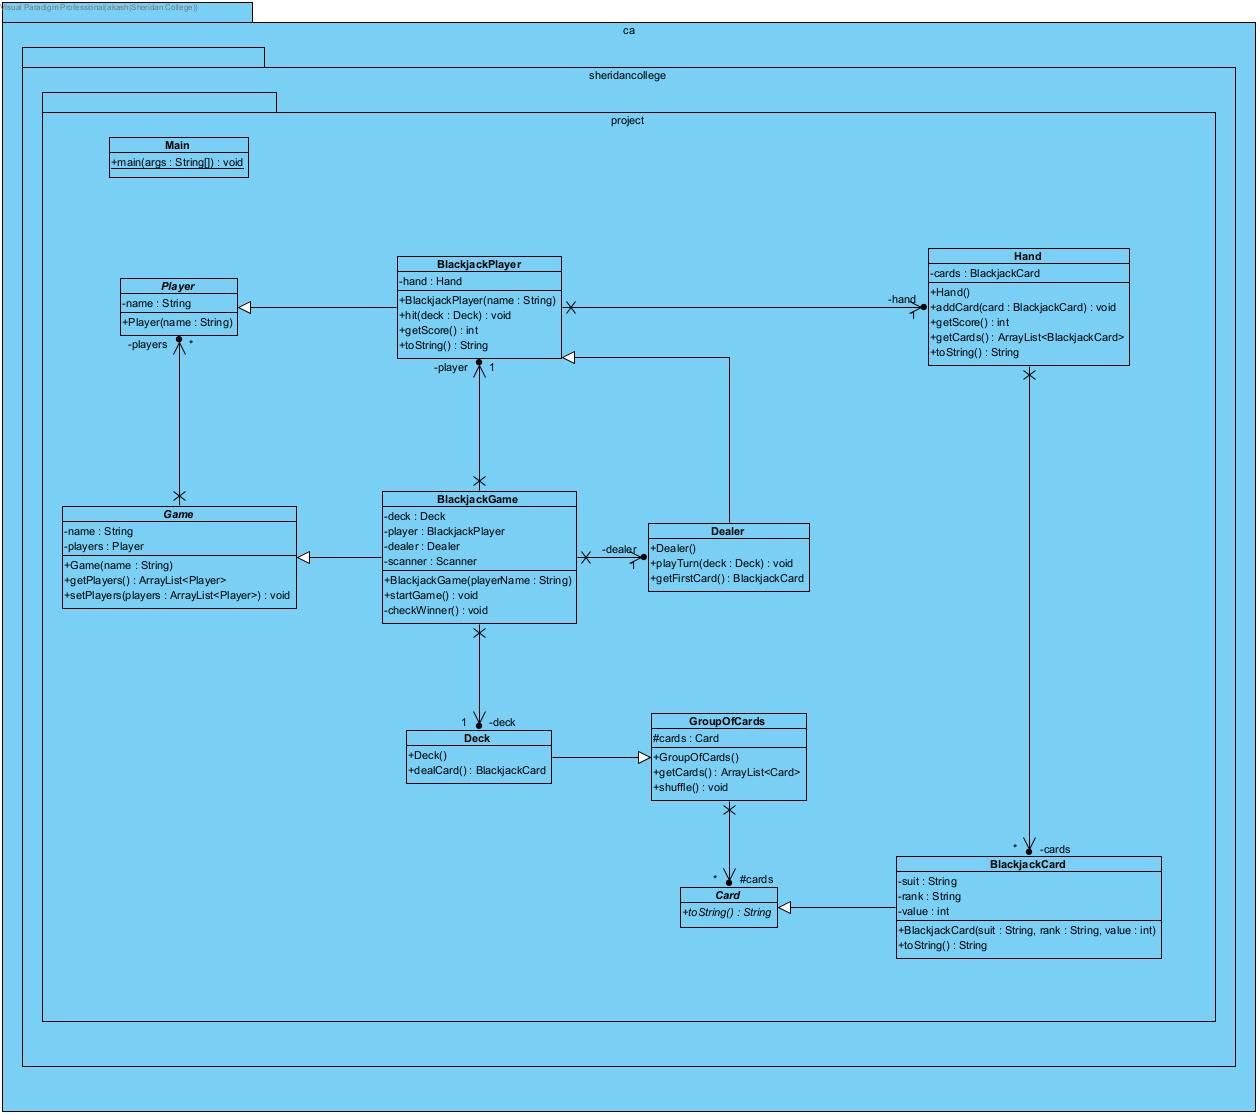 Visual Paradigm Professional(akash(Sheridan College))
ca
sheridancollege
project
Main
+main(args : String[]) : void
Player
-name : String
+Player(name : String)
-players
*
BlackjackPlayer
-hand : Hand
+BlackjackPlayer(name : String)
+hit(deck : Deck) : void
+getScore() : int
+toString() : String
-player
1
-hand
1
Hand
-cards : BlackjackCard
+Hand()
+addCard(card : BlackjackCard) : void
+getScore() : int
+getCards() : ArrayList<BlackjackCard>
+toString() : String
Game
-name : String
-players : Player
+Game(name : String)
+getPlayers() : ArrayList<Player>
+setPlayers(players : ArrayList<Player>) : void
BlackjackGame
-deck : Deck
-player : BlackjackPlayer
-dealer : Dealer
-scanner : Scanner
+BlackjackGame(playerName : String)
+startGame() : void
-checkWinner() : void
-dealer
1
Dealer
+Dealer()
+playTurn(deck : Deck) : void
+getFirstCard() : BlackjackCard
1
-deck
Deck
+Deck()
+dealCard() : BlackjackCard
GroupOfCards
#cards : Card
+GroupOfCards()
+getCards() : ArrayList<Card>
+shuffle() : void
*
#cards
Card
+toString() : String
*
-cards
BlackjackCard
-suit : String
-rank : String
-value : int
+BlackjackCard(suit : String, rank : String, value : int)
+toString() : String